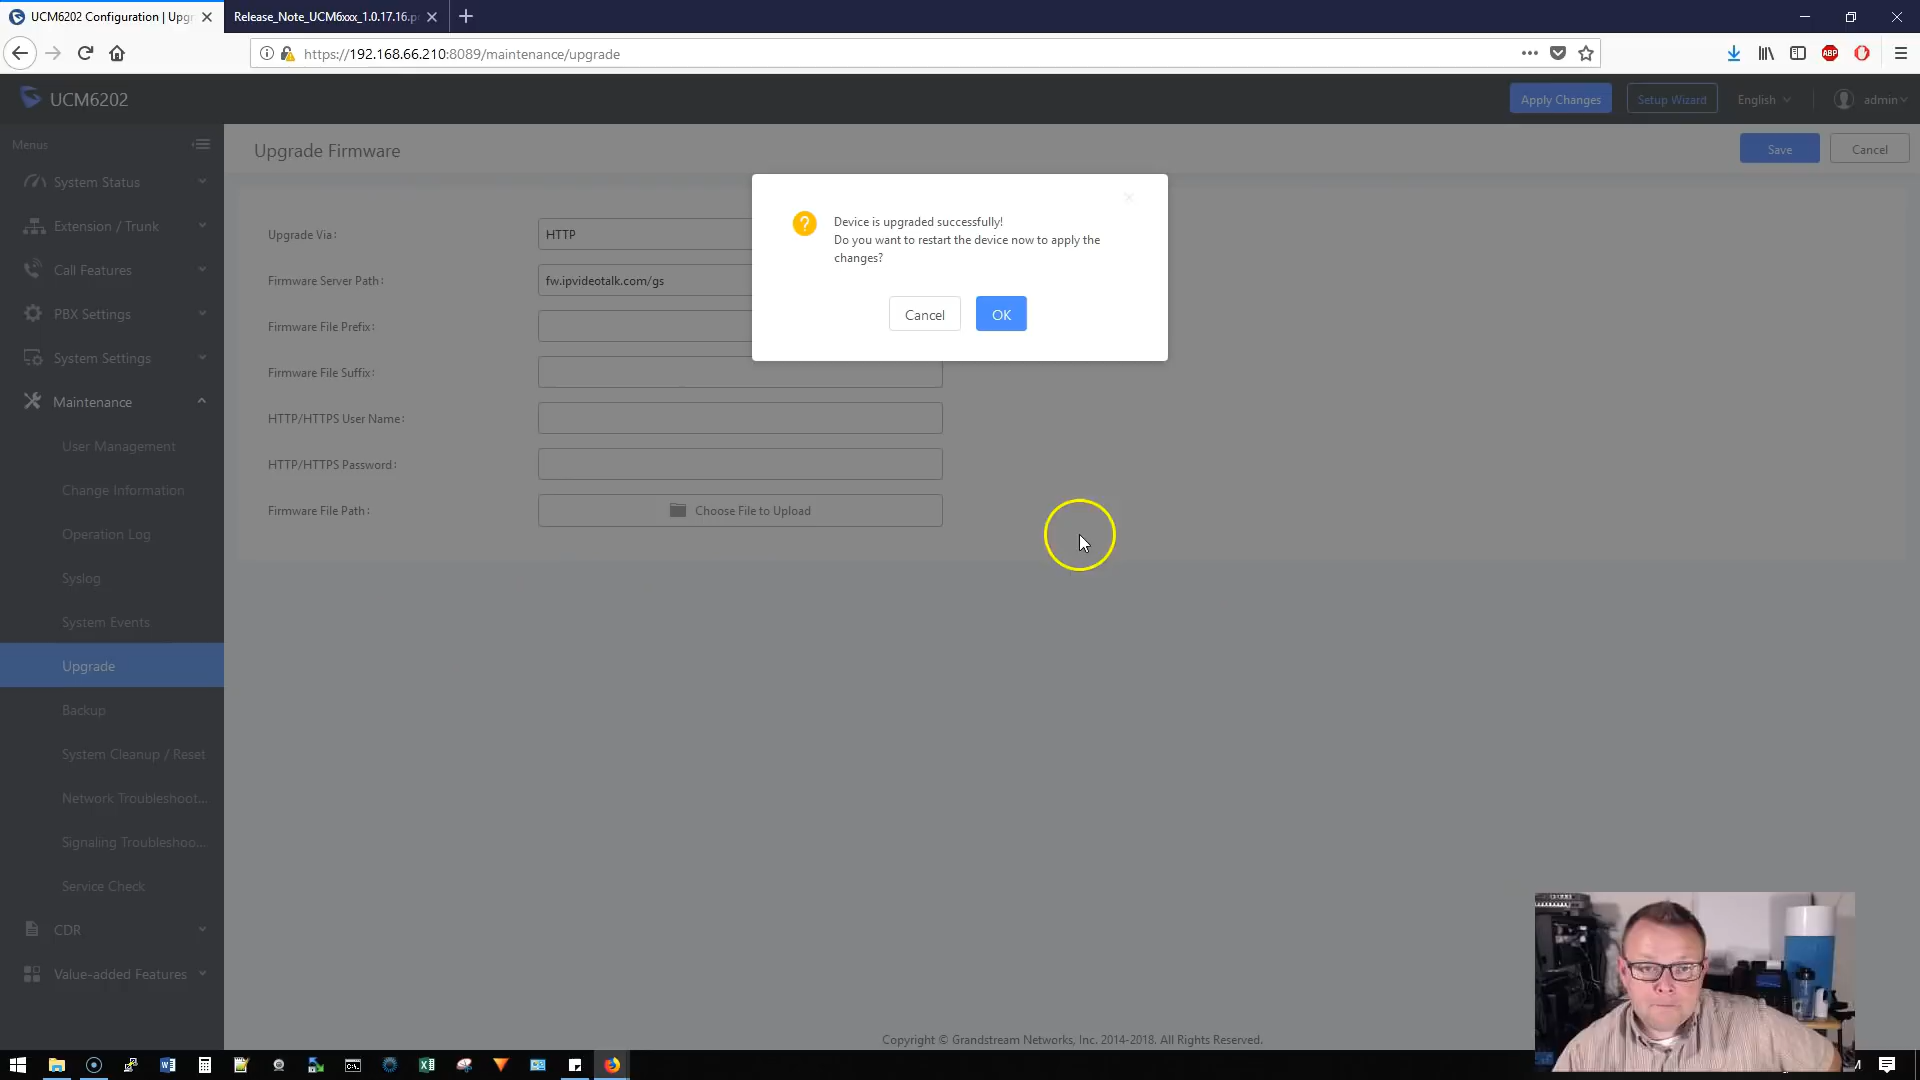 UCM6202 Configuration | Upgr
Release_Note_UCM6xxx_1.0.17.16.p
https://192.168.66.210:8089/maintenance/upgrade
ABP
UCM6202
Apply Changes
Setup Wizard
English
admin
Menus
Upgrade Firmware
Save
Cancel
System Status
Extension / Trunk
Call Features
PBX Settings
System Settings
Maintenance
User Management
Change Information
Operation Log
Syslog
System Events
Upgrade
Backup
System Cleanup / Reset
Network Troubleshoot...
Signaling Troubleshoo...
Service Check
CDR
Value-added Features
Upgrade Via:
HTTP
Firmware Server Path:
fw.ipvideotalk.com/gs
Firmware File Prefix:
Firmware File Suffix:
HTTP/HTTPS User Name:
HTTP/HTTPS Password:
Firmware File Path:
Choose File to Upload
Device is upgraded successfully!
Do you want to restart the device now to apply the
changes?
Cancel
OK
Copyright © Grandstream Networks, Inc. 2014-2018. All Rights Reserved.